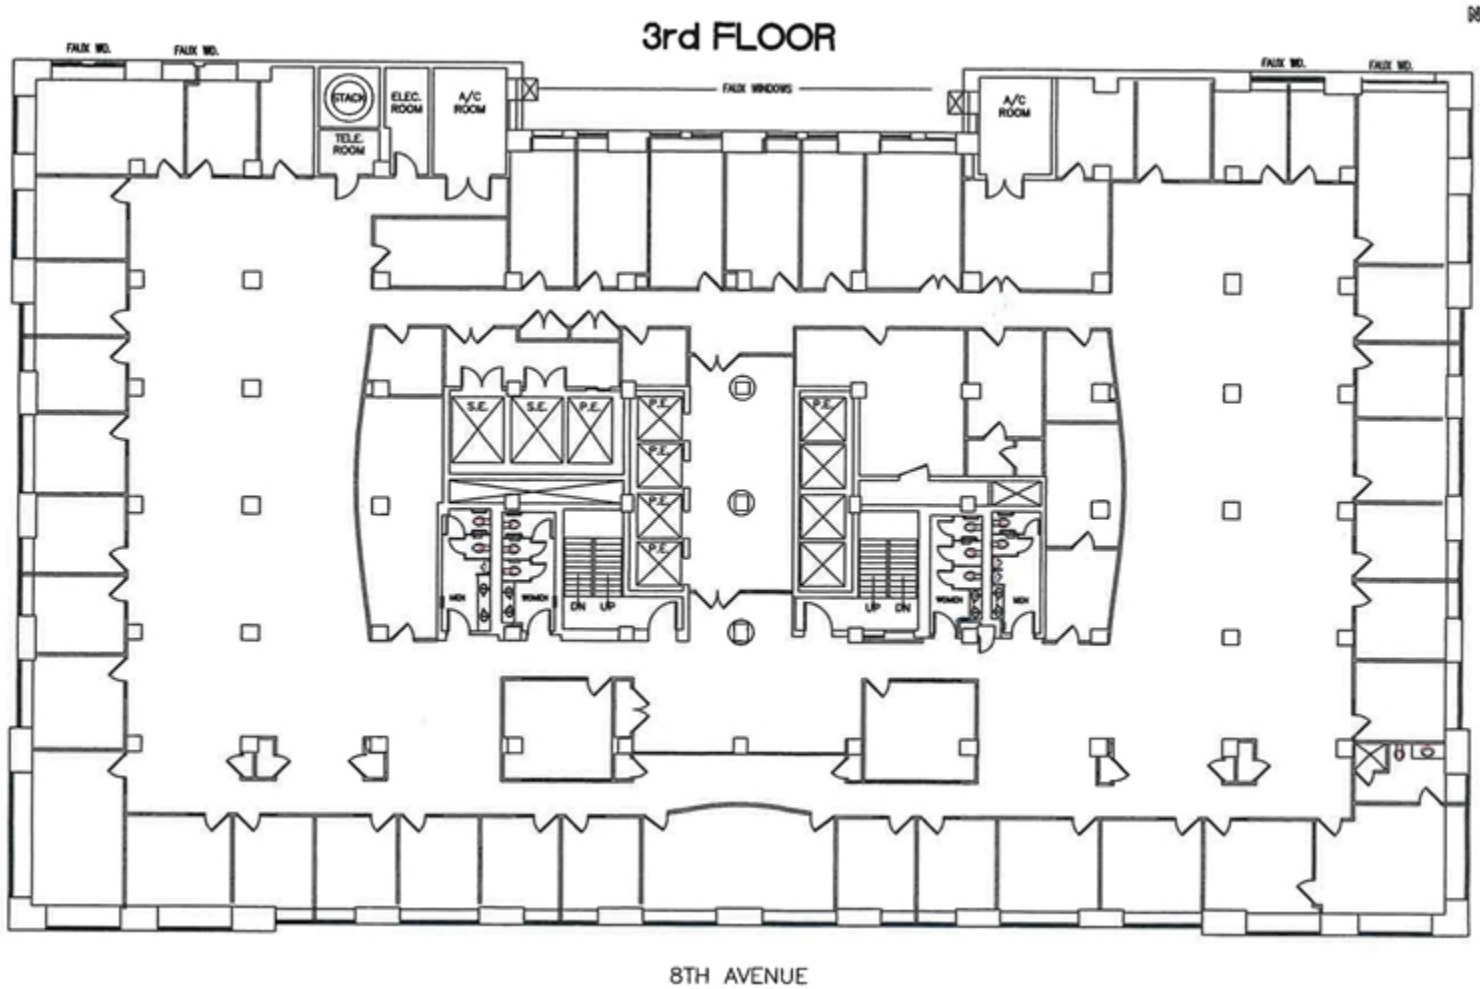 N
3rd FLOOR
FAUX WD.
FAUX WD.
FAUX WD.
FAUX WD.
FAUX WINDOWS
STACK
ELEC.
ROOM
A/C
ROOM
A/C
ROOM
TELE.
ROOM
S.E.
S.E.
P.E.
P.E.
P.E.
P.E.
P.E.
P.E.
MEN
WOMEN
DN
UP
UP
DN
WOMEN
MEN
8TH AVENUE